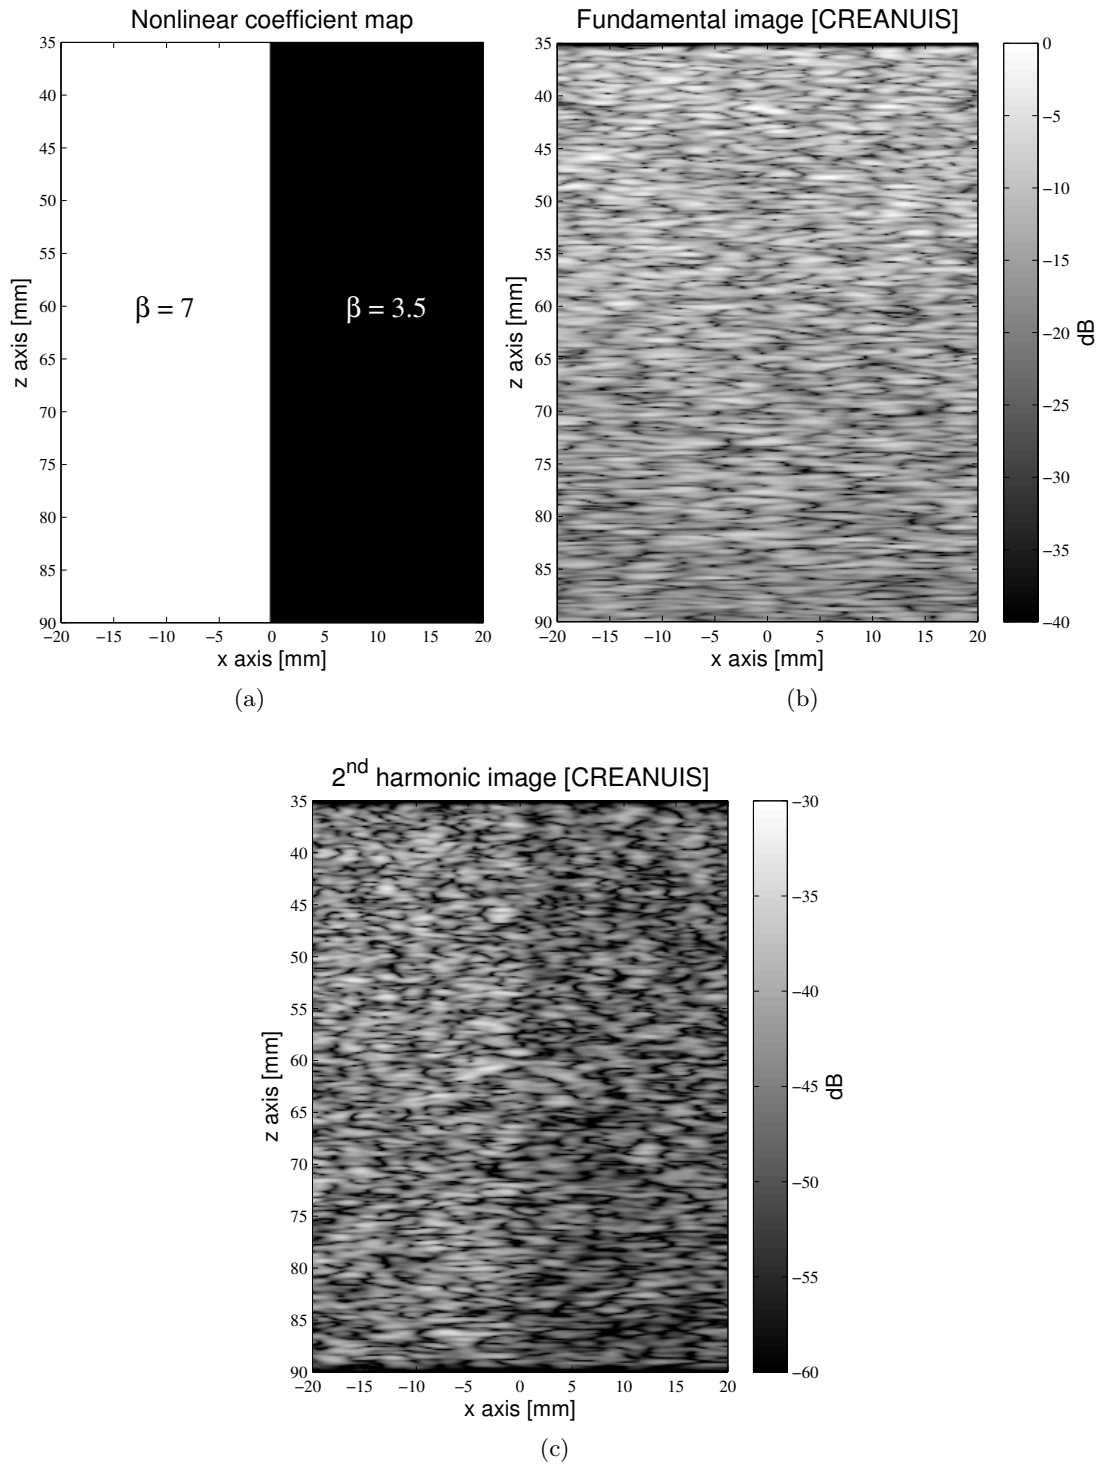 Nonlinear coefficient map
35
40
45
50
55
60
65
70
75
80
85
90
z axis [mm]
β = 7
β = 3.5
−20 −15 −10 −5 0 5 10 15 20
x axis [mm]
(a)
Fundamental image [CREANUIS]
35
40
45
50
55
60
65
70
75
80
85
90
z axis [mm]
−20 −15 −10 −5 0 5 10 15 20
x axis [mm]
0
−5
−10
−15
−20
−25
−30
−35
−40
dB
(b)
2nd harmonic image [CREANUIS]
35
40
45
50
55
60
65
70
75
80
85
90
z axis [mm]
−20 −15 −10 −5 0 5 10 15 20
x axis [mm]
−30
−35
−40
−45
−50
−55
−60
dB
(c)